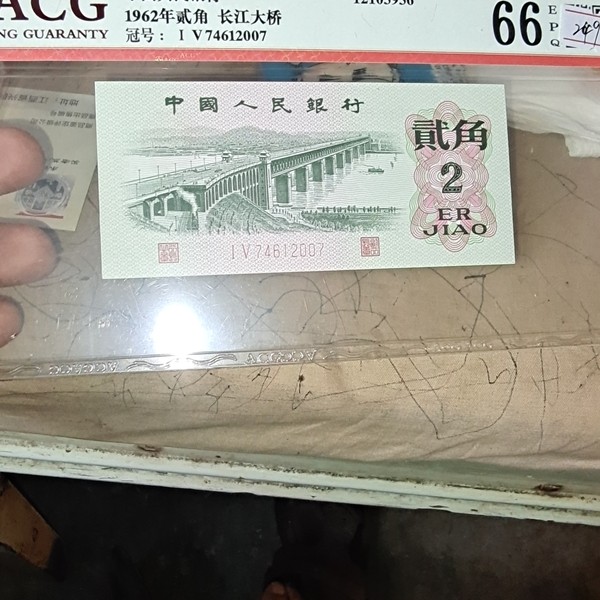 ACG
NG GUARANTY
12105936
1962年贰角 长江大桥
冠号： I V 74612007
66
E
P
Q
中國人民銀行
貳角
2
ER
JIAO
I V 74612007